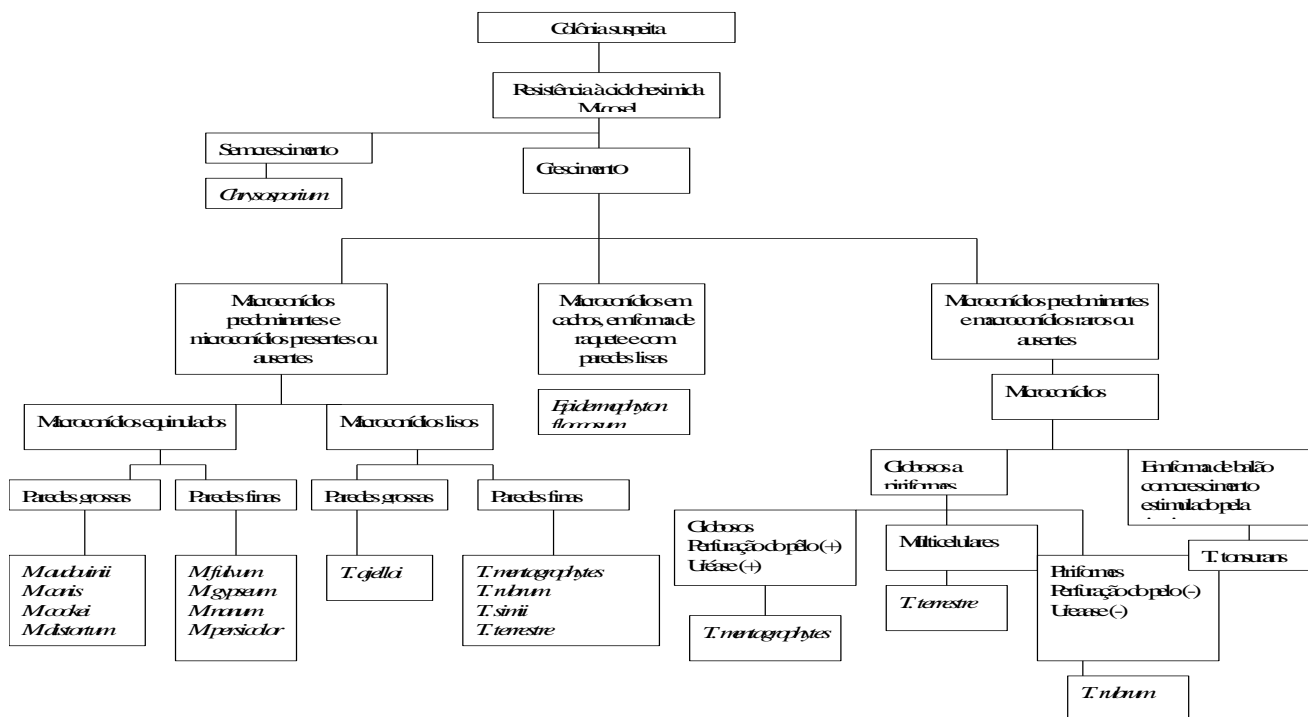 Colônia suspeita
Resistência à cicloheximida
Micosel
Sem crescimento
Crescimento
Chrysosporium
Macroconídios
predominantes e
microconídios presentes ou
ausentes
Macroconídios em
cachos, em forma de
raquete e com
paredes lisas
Microconídios predominantes
e macroconídios raros ou
ausentes
Epidermophyton
floccosum
Microconídios
Macroconídios equinulados
Macroconídios lisos
Globosos a
piriformes
Em forma de balão
com crescimento
estimulado pela
Paredes grossas
Paredes finas
Paredes grossas
Paredes finas
Globosos
Perfuração do pêlo (+)
Uréase (+)
Multicelulares
Piriformes
Perfuração do pelo (-)
Urease (-)
T. tonsurans
M. audouinii
M. canis
M. cookei
M. distortum
M. fulvum
M. gypseum
M. nanum
M. persicolor
T. ajelloi
T. mentagrophytes
T. rubrum
T. simii
T. terrestre
T. mentagrophytes
T. terrestre
T. rubrum